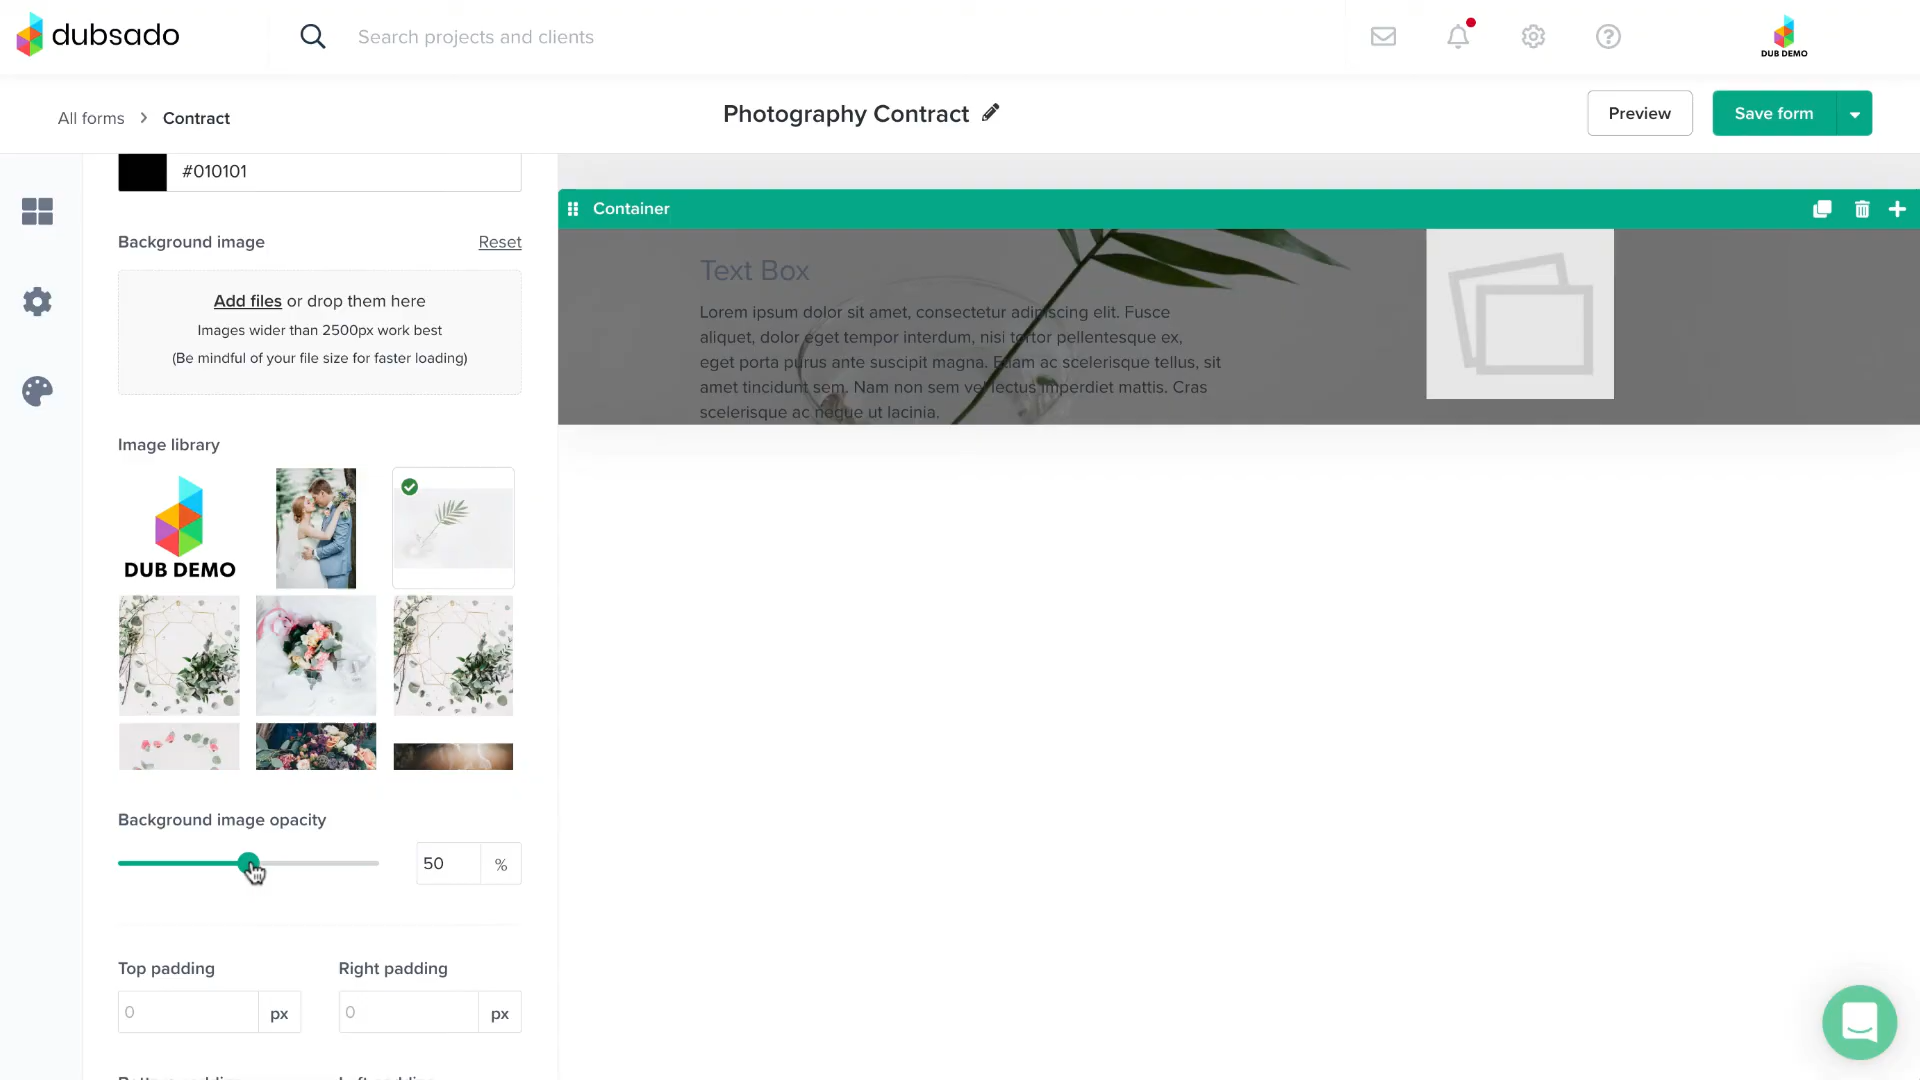 dubsado
Search projects and clients
DUB DEMO
All forms > Contract
Photography Contract
Preview
Save form
#010101
Background image
Reset
Add files or drop them here
Images wider than 2500px work best
(Be mindful of your file size for faster loading)
Image library
DUB DEMO
Background image opacity
50 %
Top padding
Right padding
0 px
0 px
Container
Text Box
Lorem ipsum dolor sit amet, consectetur adipiscing elit. Fusce
aliquet, dolor eget tempor interdum, nisi tortor pellentesque ex,
eget porta purus ante suscipit magna. Etiam ac scelerisque tellus, sit
amet tincidunt sem. Nam non sem vel lectus imperdiet mattis. Cras
scelerisque ac neque ut lacinia.